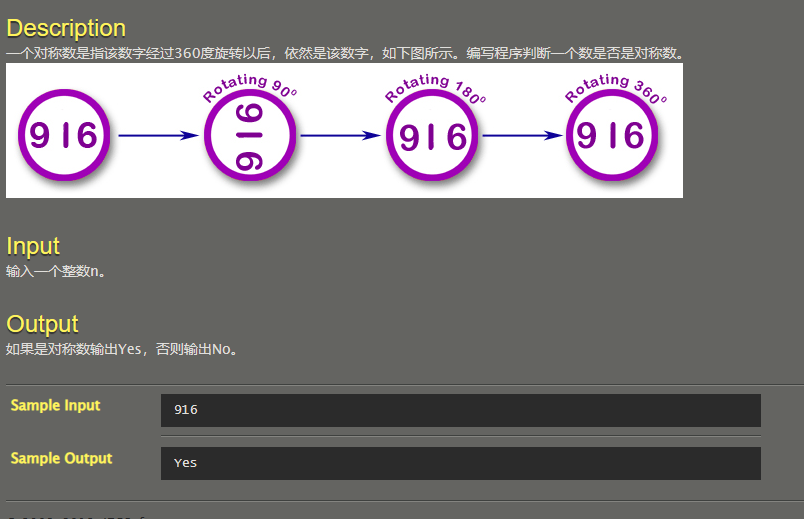 Description
一个对称数是指该数字经过360度旋转以后，依然是该数字，如下图所示。编写程序判断一个数是否是对称数。
Rotating 90⁰
Rotating 180⁰
Rotating 360⁰
916
916
916
916
Input
输入一个整数n。
Output
如果是对称数输出Yes，否则输出No。
Sample Input
916
Sample Output
Yes